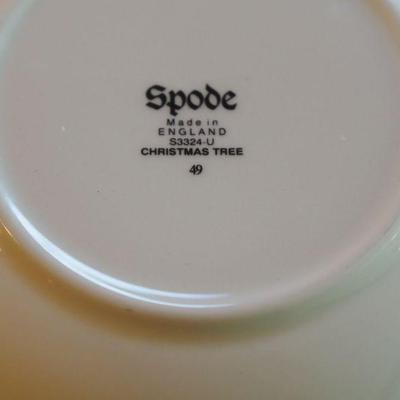 Spode
Made in
ENGLAND
S3324-U
CHRISTMAS TREE
49